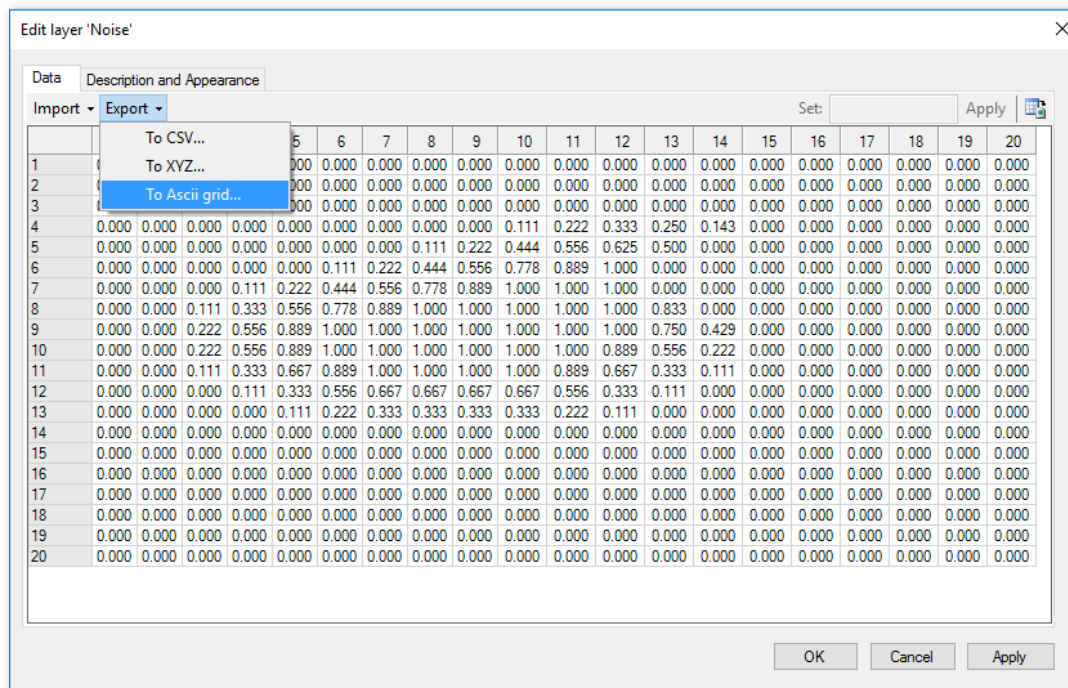 Edit layer 'Noise'
Data Description and Appearance
Import Export Set: Apply
To CSV...
To XYZ...
To Ascii grid...
5 6 7 8 9 10 11 12 13 14 15 16 17 18 19 20
1 0.000 0.000 0.000 0.000 0.000 0.000 0.000 0.000 0.000 0.000 0.000 0.000 0.000 0.000 0.000
2 0.000 0.000 0.000 0.000 0.000 0.000 0.000 0.000 0.000 0.000 0.000 0.000 0.000 0.000 0.000
3 0.000 0.000 0.000 0.000 0.000 0.000 0.000 0.000 0.000 0.000 0.000 0.000 0.000 0.000 0.000
4 0.000 0.000 0.000 0.000 0.000 0.000 0.000 0.000 0.000 0.111 0.222 0.333 0.250 0.143 0.000 0.000 0.000 0.000 0.000 0.000
5 0.000 0.000 0.000 0.000 0.000 0.000 0.000 0.111 0.222 0.444 0.556 0.625 0.500 0.000 0.000 0.000 0.000 0.000 0.000 0.000
6 0.000 0.000 0.000 0.000 0.000 0.111 0.222 0.444 0.556 0.778 0.889 1.000 0.000 0.000 0.000 0.000 0.000 0.000 0.000 0.000
7 0.000 0.000 0.000 0.111 0.222 0.444 0.556 0.778 0.889 1.000 1.000 1.000 0.000 0.000 0.000 0.000 0.000 0.000 0.000 0.000
8 0.000 0.000 0.111 0.333 0.556 0.778 0.889 1.000 1.000 1.000 1.000 1.000 0.833 0.000 0.000 0.000 0.000 0.000 0.000 0.000
9 0.000 0.000 0.222 0.556 0.889 1.000 1.000 1.000 1.000 1.000 1.000 1.000 0.750 0.429 0.000 0.000 0.000 0.000 0.000 0.000
10 0.000 0.000 0.222 0.556 0.889 1.000 1.000 1.000 1.000 1.000 1.000 0.889 0.556 0.222 0.000 0.000 0.000 0.000 0.000 0.000
11 0.000 0.000 0.111 0.333 0.667 0.889 1.000 1.000 1.000 1.000 0.889 0.667 0.333 0.111 0.000 0.000 0.000 0.000 0.000 0.000
12 0.000 0.000 0.000 0.111 0.333 0.556 0.667 0.667 0.667 0.667 0.556 0.333 0.111 0.000 0.000 0.000 0.000 0.000 0.000 0.000
13 0.000 0.000 0.000 0.000 0.111 0.222 0.333 0.333 0.333 0.333 0.222 0.111 0.000 0.000 0.000 0.000 0.000 0.000 0.000 0.000
14 0.000 0.000 0.000 0.000 0.000 0.000 0.000 0.000 0.000 0.000 0.000 0.000 0.000 0.000 0.000 0.000 0.000 0.000 0.000 0.000
15 0.000 0.000 0.000 0.000 0.000 0.000 0.000 0.000 0.000 0.000 0.000 0.000 0.000 0.000 0.000 0.000 0.000 0.000 0.000 0.000
16 0.000 0.000 0.000 0.000 0.000 0.000 0.000 0.000 0.000 0.000 0.000 0.000 0.000 0.000 0.000 0.000 0.000 0.000 0.000 0.000
17 0.000 0.000 0.000 0.000 0.000 0.000 0.000 0.000 0.000 0.000 0.000 0.000 0.000 0.000 0.000 0.000 0.000 0.000 0.000 0.000
18 0.000 0.000 0.000 0.000 0.000 0.000 0.000 0.000 0.000 0.000 0.000 0.000 0.000 0.000 0.000 0.000 0.000 0.000 0.000 0.000
19 0.000 0.000 0.000 0.000 0.000 0.000 0.000 0.000 0.000 0.000 0.000 0.000 0.000 0.000 0.000 0.000 0.000 0.000 0.000 0.000
20 0.000 0.000 0.000 0.000 0.000 0.000 0.000 0.000 0.000 0.000 0.000 0.000 0.000 0.000 0.000 0.000 0.000 0.000 0.000 0.000
OK Cancel Apply